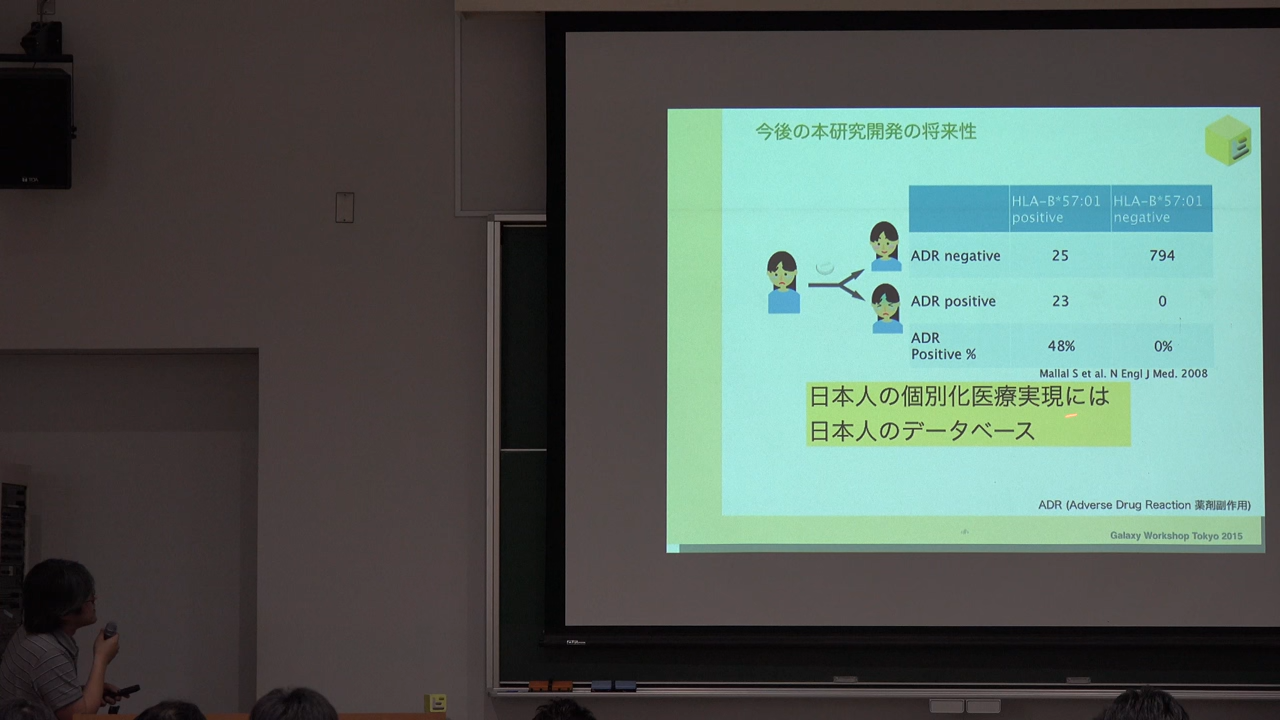 今後の本研究開発の将来性
HLA-B*57:01 positive
HLA-B*57:01 negative
ADR negative 25 794
ADR positive 23 0
ADR Positive % 48% 0%
Mallal S et al. N Engl J Med. 2008
日本人の個別化医療実現には
日本人のデータベース
ADR (Adverse Drug Reaction 薬剤副作用)
Galaxy Workshop Tokyo 2015